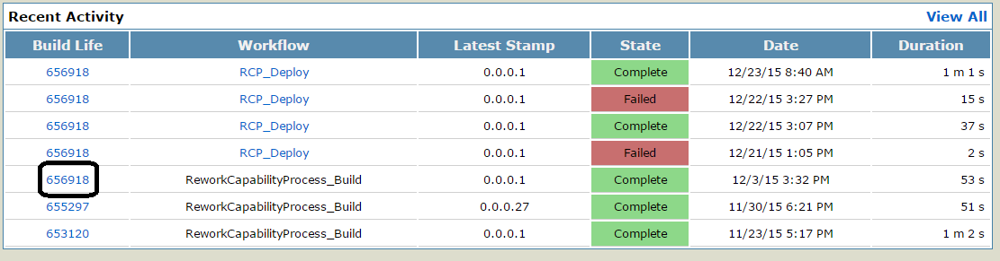 Recent Activity View All
Build Life Workflow Latest Stamp State Date Duration
656918 RCP_Deploy 0.0.0.1 Complete 12/23/15 8:40 AM 1 m 1 s
656918 RCP_Deploy 0.0.0.1 Failed 12/22/15 3:27 PM 15 s
656918 RCP_Deploy 0.0.0.1 Complete 12/22/15 3:07 PM 37 s
656918 RCP_Deploy 0.0.0.1 Failed 12/21/15 1:05 PM 2 s
656918 ReworkCapabilityProcess_Build 0.0.0.1 Complete 12/3/15 3:32 PM 53 s
655297 ReworkCapabilityProcess_Build 0.0.0.27 Complete 11/30/15 6:21 PM 51 s
653120 ReworkCapabilityProcess_Build 0.0.0.1 Complete 11/23/15 5:17 PM 1 m 2 s